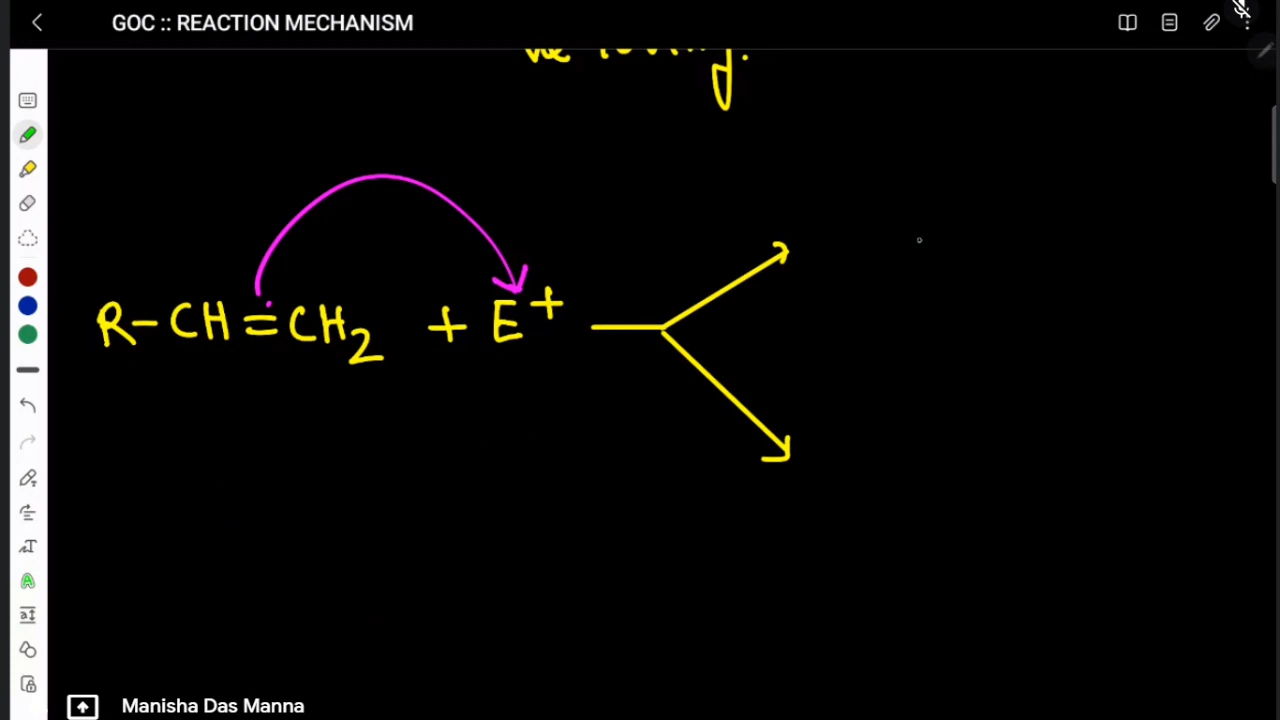 GOC :: REACTION MECHANISM
R-CH=CH₂ + E⁺
Manisha Das Manna